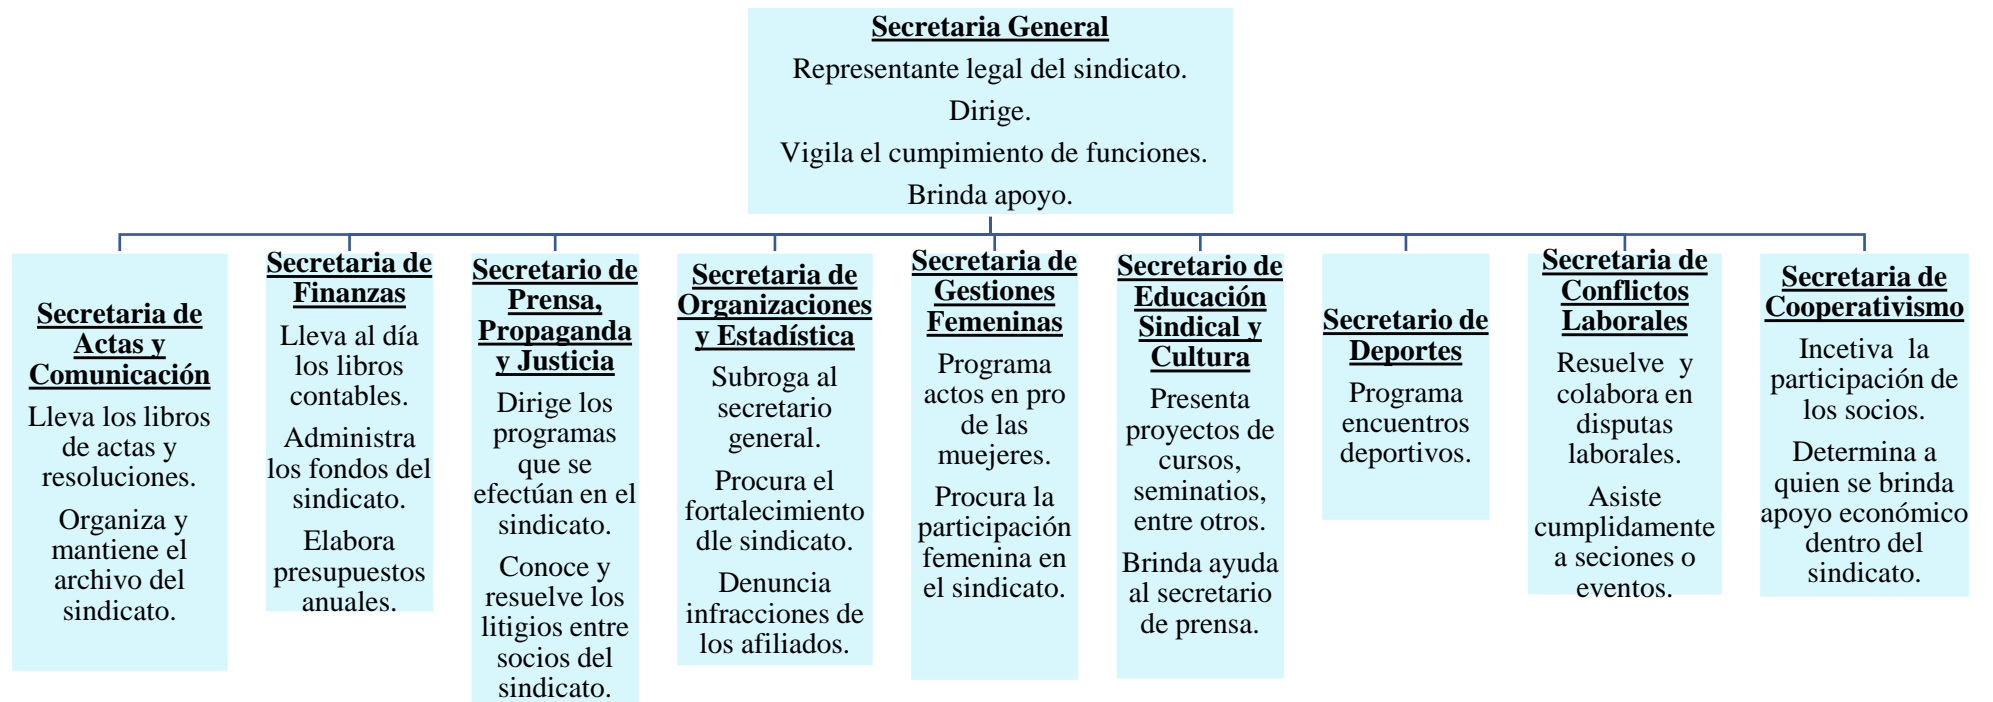 Secretaria General
Representante legal del sindicato.
Dirige.
Vigila el cumpimiento de funciones.
Brinda apoyo.
Secretaria de
Actas y
Comunicación
Lleva los libros
de actas y
resoluciones.
Organiza y
mantiene el
archivo del
sindicato.
Secretaria de
Finanzas
Lleva al día
los libros
contables.
Administra
los fondos del
sindicato.
Elabora
presupuestos
anuales.
Secretario de
Prensa,
Propaganda
y Justicia
Dirige los
programas
que se
efectúan en el
sindicato.
Conoce y
resuelve los
litigios entre
socios del
sindicato.
Secretaria de
Organizaciones
y Estadística
Subroga al
secretario
general.
Procura el
fortalecimiento
dle sindicato.
Denuncia
infracciones de
los afiliados.
Secretaria de
Gestiones
Femeninas
Programa
actos en pro
de las
muejeres.
Procura la
participación
femenina en
el sindicato.
Secretario de
Educación
Sindical y
Cultura
Presenta
proyectos de
cursos,
seminatios,
entre otros.
Brinda ayuda
al secretario
de prensa.
Secretario de
Deportes
Programa
encuentros
deportivos.
Secretaria de
Conflictos
Laborales
Resuelve y
colabora en
disputas
laborales.
Asiste
cumplidamente
a seciones o
eventos.
Secretaria de
Cooperativismo
Incetiva la
participación de
los socios.
Determina a
quien se brinda
apoyo económico
dentro del
sindicato.